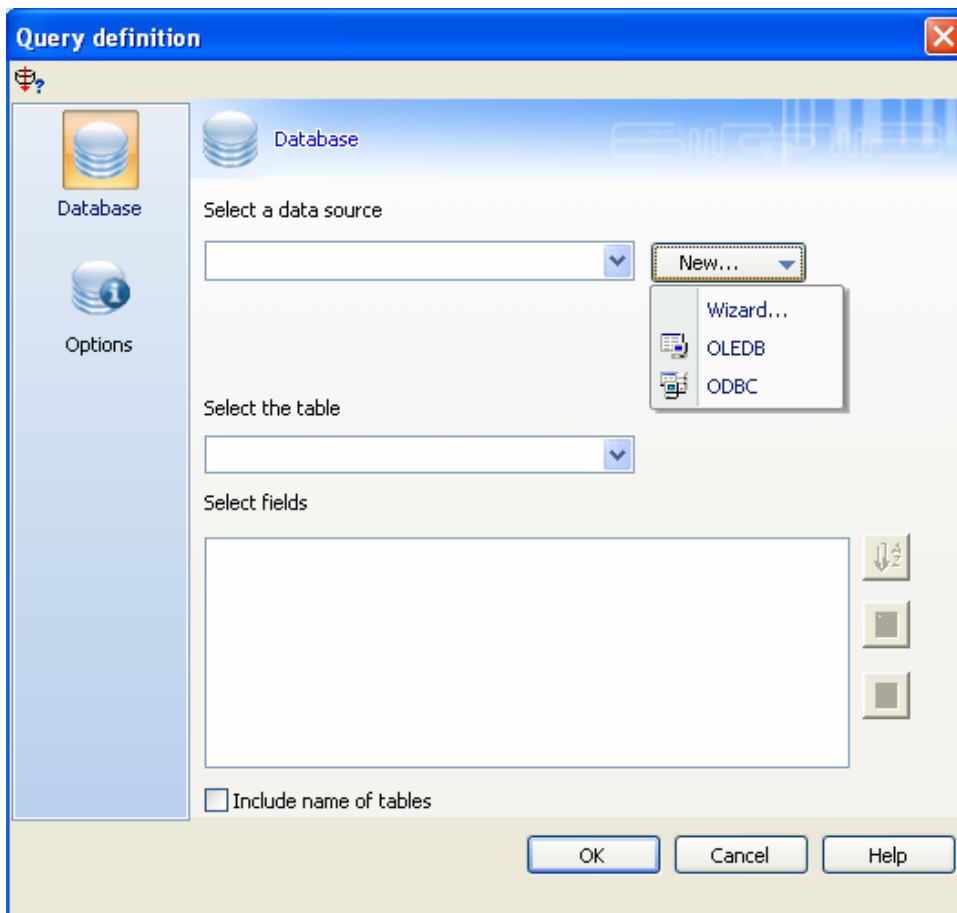 Query definition
Database
Database
Select a data source
New...
Wizard...
OLEDB
ODBC
Options
Select the table
Select fields
Include name of tables
OK
Cancel
Help